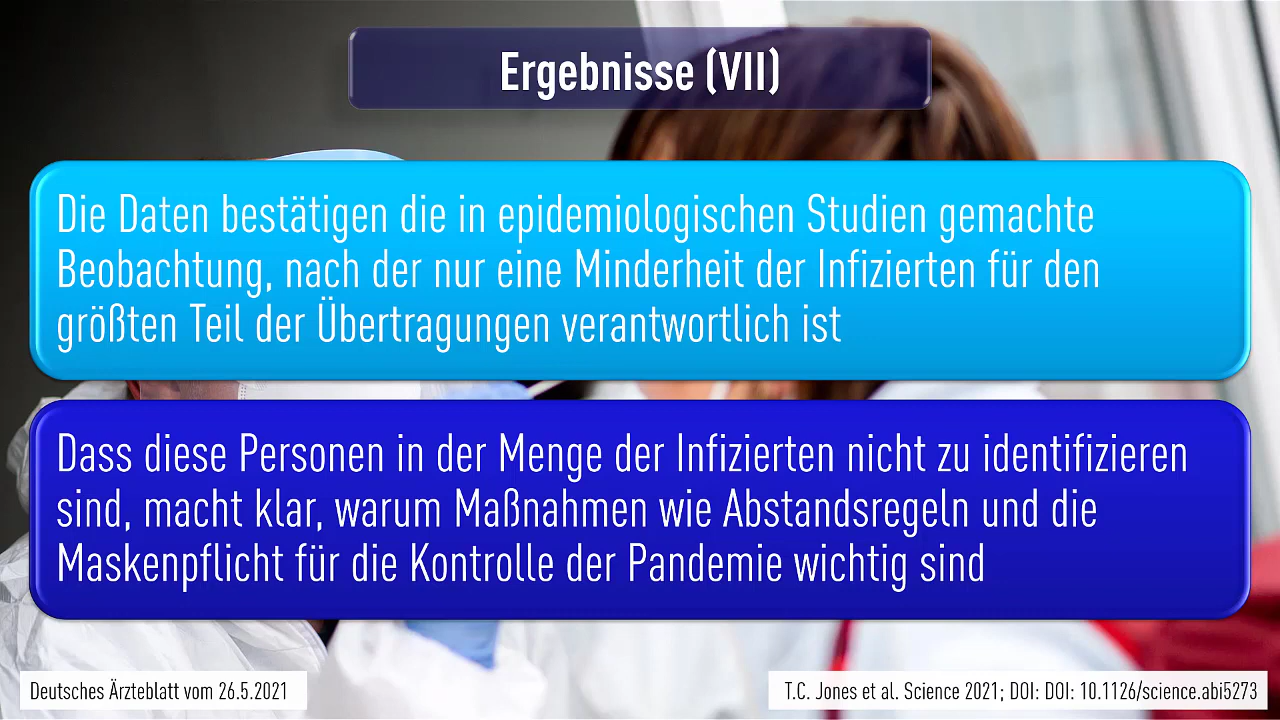 Ergebnisse (VII)
Die Daten bestätigen die in epidemiologischen Studien gemachte
Beobachtung, nach der nur eine Minderheit der Infizierten für den
größten Teil der Übertragungen verantwortlich ist
Dass diese Personen in der Menge der Infizierten nicht zu identifizieren
sind, macht klar, warum Maßnahmen wie Abstandsregeln und die
Maskenpflicht für die Kontrolle der Pandemie wichtig sind
Deutsches Ärzteblatt vom 26.5.2021
T.C. Jones et al. Science 2021; DOI: DOI: 10.1126/science.abi5273